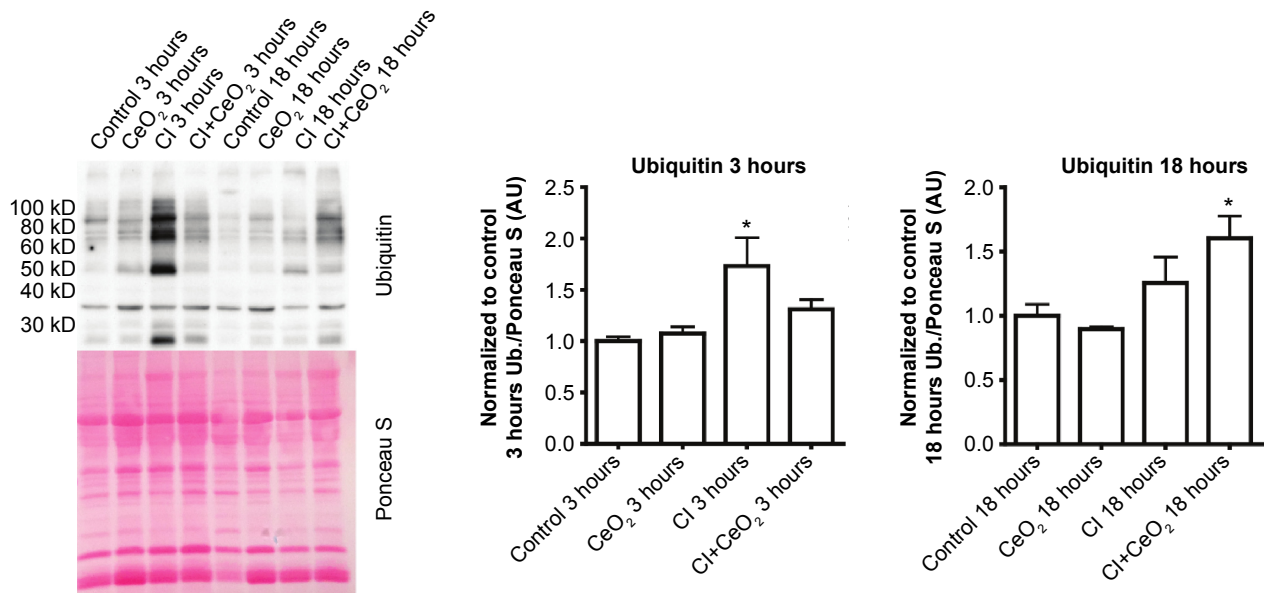 Control 3 hours
CeO₂ 3 hours
CI 3 hours
CI+CeO₂ 3 hours
Control 18 hours
CeO₂ 18 hours
CI 18 hours
CI+CeO₂ 18 hours
100 kD
80 kD
60 kD
50 kD
40 kD
30 kD
Ubiquitin
Ponceau S
Ubiquitin 3 hours
Normalized to control
3 hours Ub./Ponceau S (AU)
2.5
2.0
1.5
1.0
0.5
0.0
*
Control 3 hours
CeO₂ 3 hours
CI 3 hours
CI+CeO₂ 3 hours
Ubiquitin 18 hours
Normalized to control
18 hours Ub./Ponceau S (AU)
2.0
1.5
1.0
0.5
0.0
*
Control 18 hours
CeO₂ 18 hours
CI 18 hours
CI+CeO₂ 18 hours